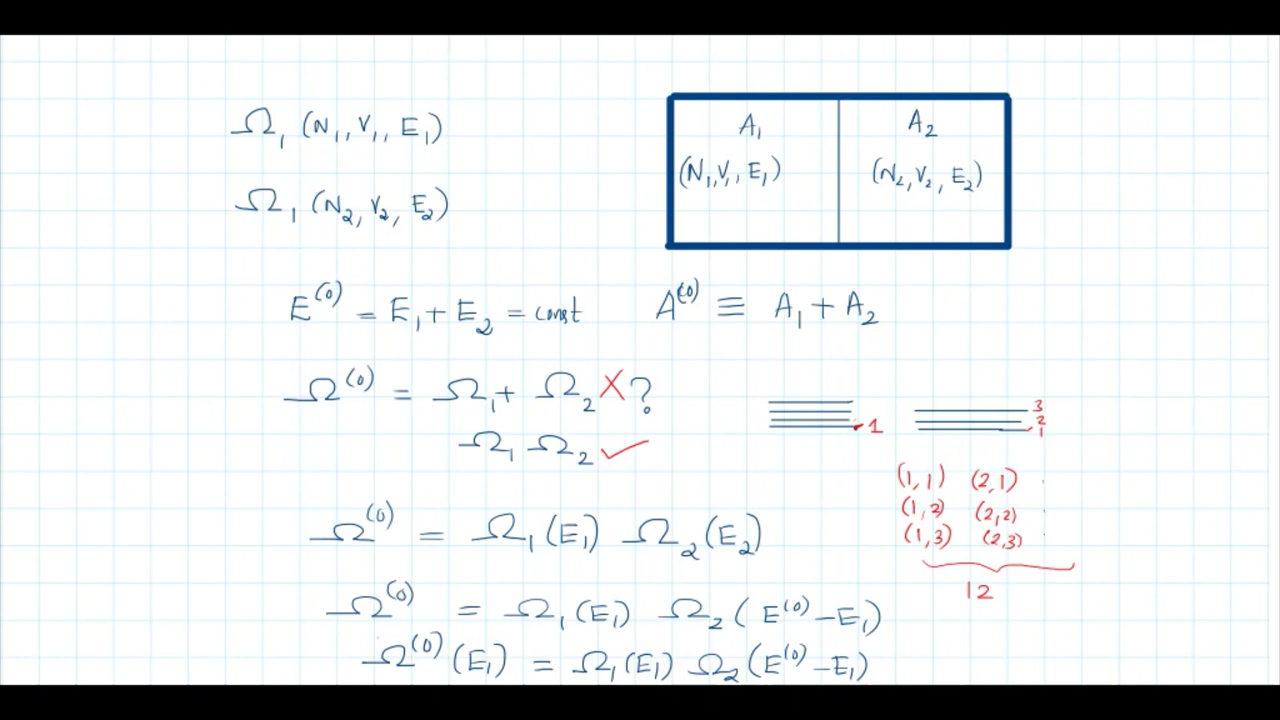 Ω₁ (N₁, V₁, E₁)
Ω₁ (N₂, V₂, E₂)
A₁
(N₁, V₁, E₁)
A₂
(N₂, V₂, E₂)
E⁽⁰⁾ = E₁ + E₂ = const
A⁽⁰⁾ ≡ A₁ + A₂
Ω⁽⁰⁾ = Ω₁ + Ω₂ X ?
Ω₁ Ω₂ ✓
1
3
2
1
(1, 1) (2, 1)
(1, 2) (2, 2)
(1, 3) (2, 3)
12
Ω⁽⁰⁾ = Ω₁(E₁) Ω₂(E₂)
Ω⁽⁰⁾ = Ω₁(E₁) Ω₂(E⁽⁰⁾ – E₁)
Ω⁽⁰⁾(E₁) = Ω₁(E₁) Ω₂(E⁽⁰⁾ – E₁)